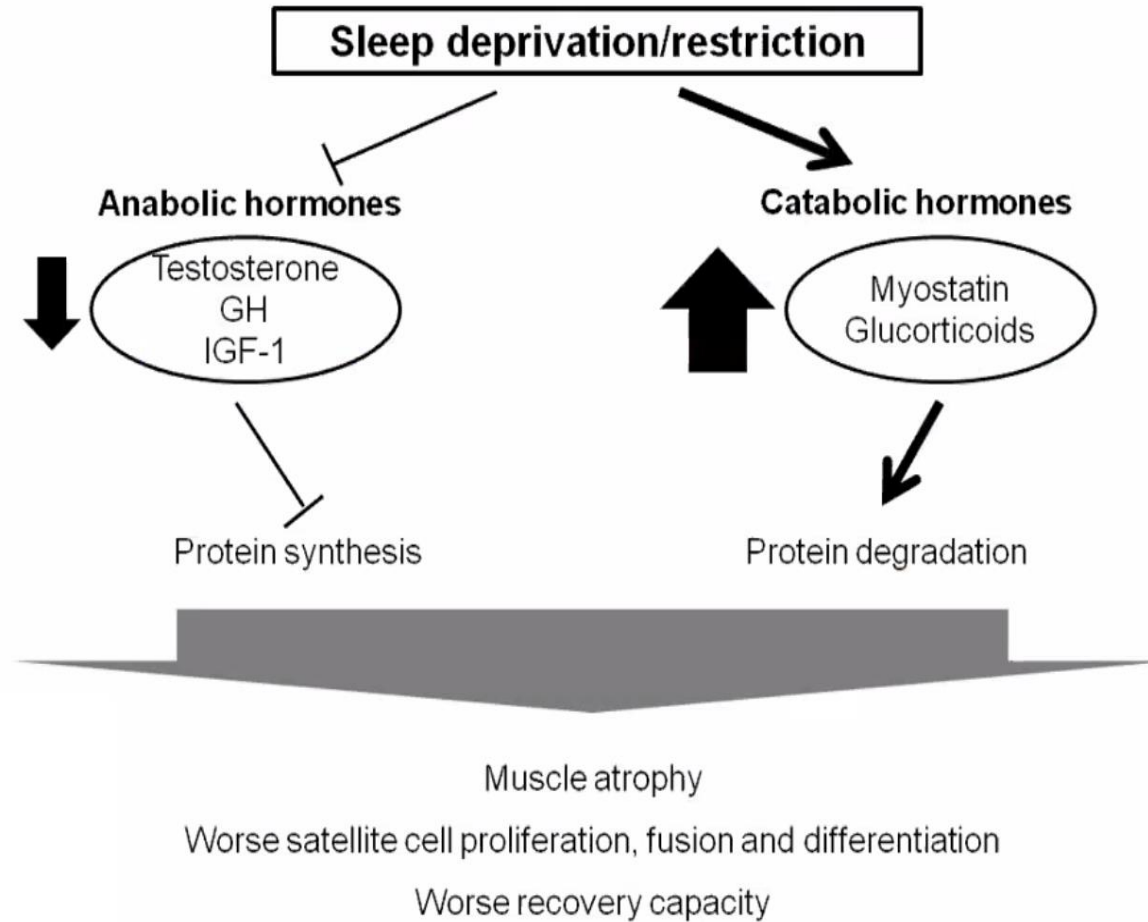 Sleep deprivation/restriction
Anabolic hormones
Catabolic hormones
Testosterone
GH
IGF-1
Myostatin
Glucorticoids
Protein synthesis
Protein degradation
Muscle atrophy
Worse satellite cell proliferation, fusion and differentiation
Worse recovery capacity